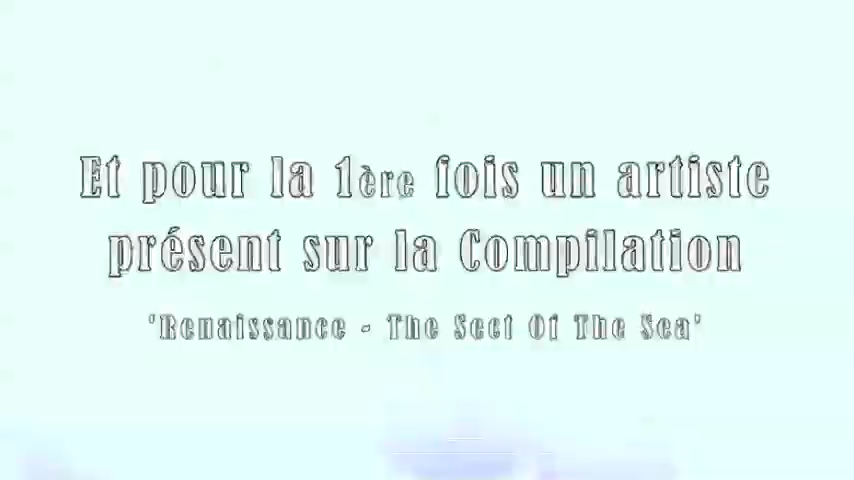 Et pour la 1ère fois un artiste
présent sur la Compilation
'Renaissance - The Sect Of The Sea'